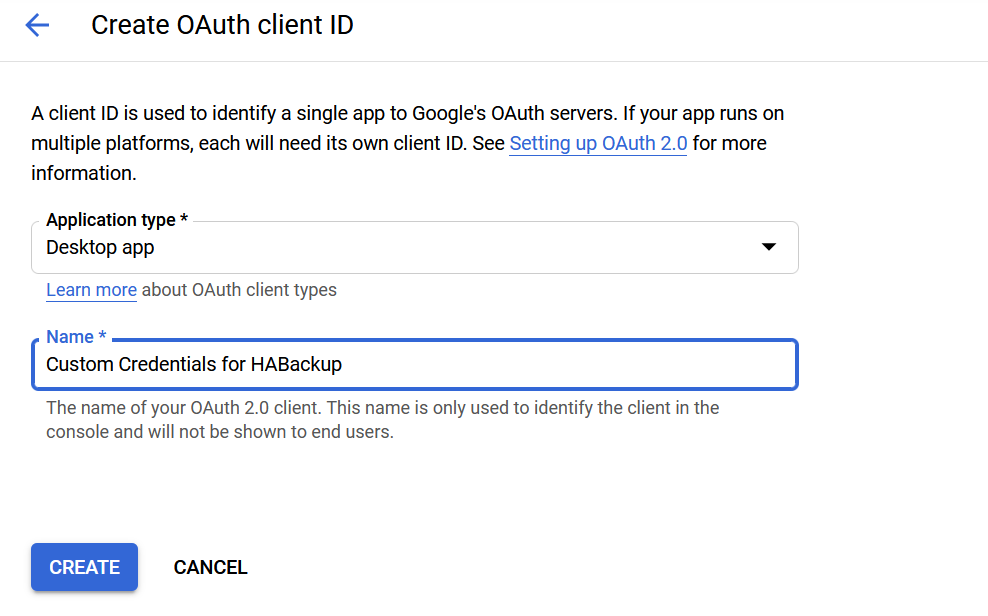 Create OAuth client ID
A client ID is used to identify a single app to Google's OAuth servers. If your app runs on
multiple platforms, each will need its own client ID. See Setting up OAuth 2.0 for more
information.
Application type *
Desktop app
Learn more about OAuth client types
Name *
Custom Credentials for HABackup
The name of your OAuth 2.0 client. This name is only used to identify the client in the
console and will not be shown to end users.
CREATE CANCEL